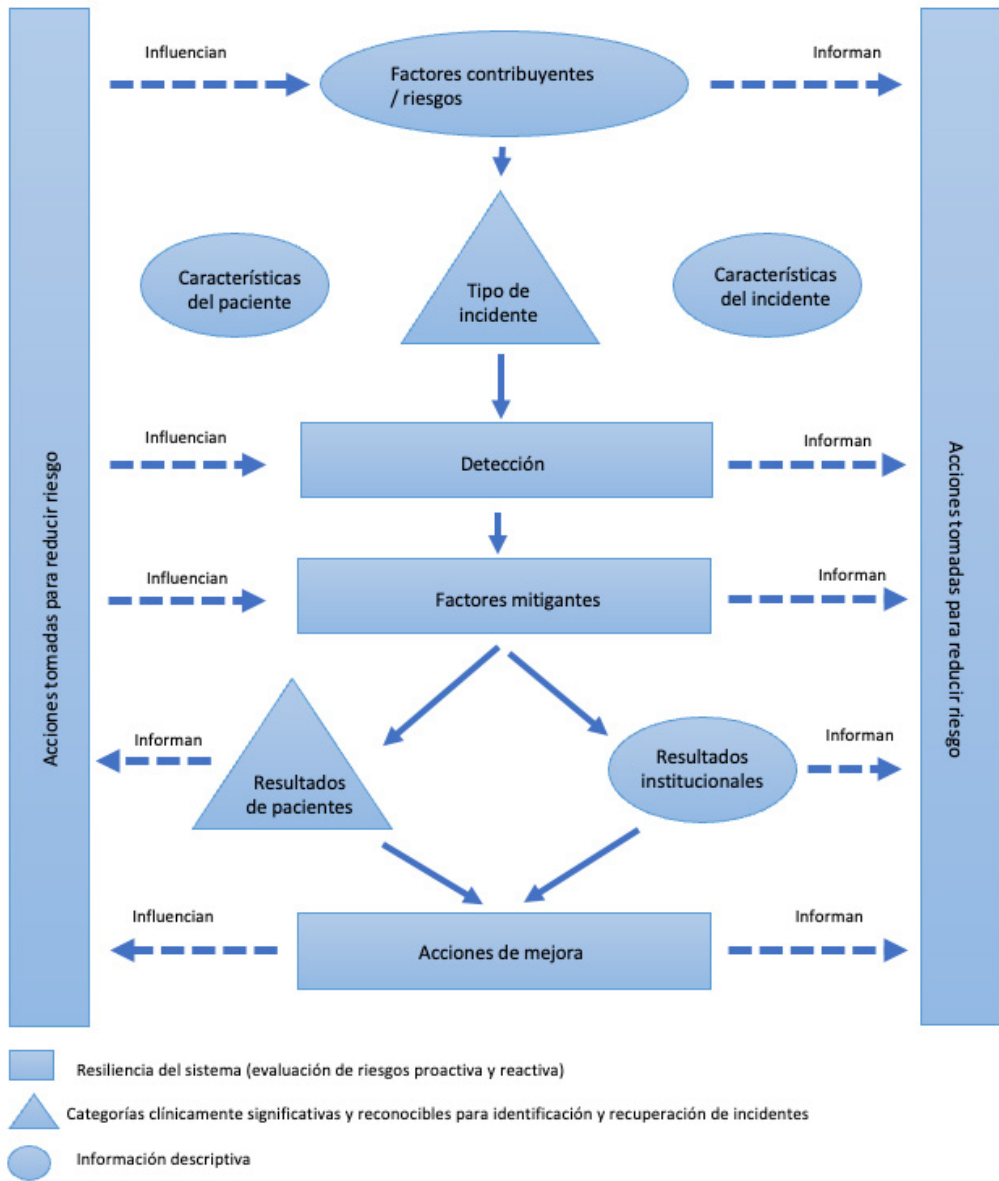 Influencian
Factores contribuyentes
/ riesgos
Informan
Características
del paciente
Tipo de
incidente
Características
del incidente
Influencian
Detección
Informan
Influencian
Factores mitigantes
Informan
Acciones tomadas para reducir riesgo
Acciones tomadas para reducir riesgo
Informan
Resultados
de pacientes
Resultados
institucionales
Informan
Influencian
Acciones de mejora
Informan
Resiliencia del sistema (evaluación de riesgos proactiva y reactiva)
Categorías clínicamente significativas y reconocibles para identificación y recuperación de incidentes
Información descriptiva